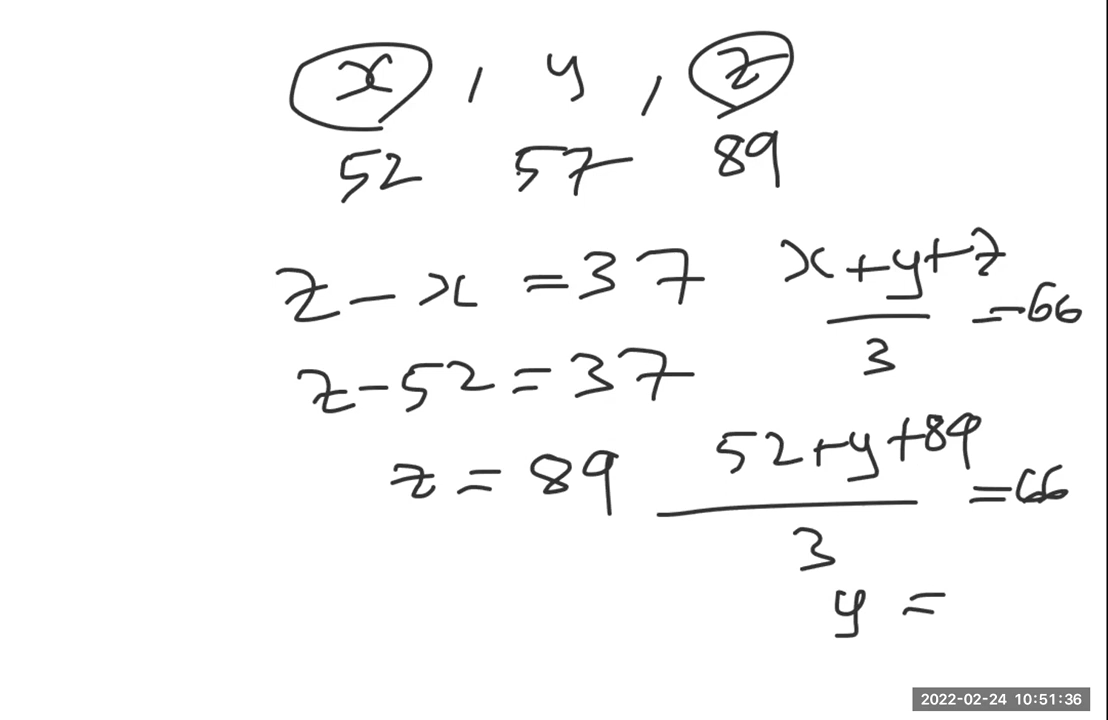 x , y , z
52 57 89
z - x = 37
x + y + z
3
= 66
z - 52 = 37
z = 89
52 + y + 89
3
= 66
y =
2022-02-24 10:51:36